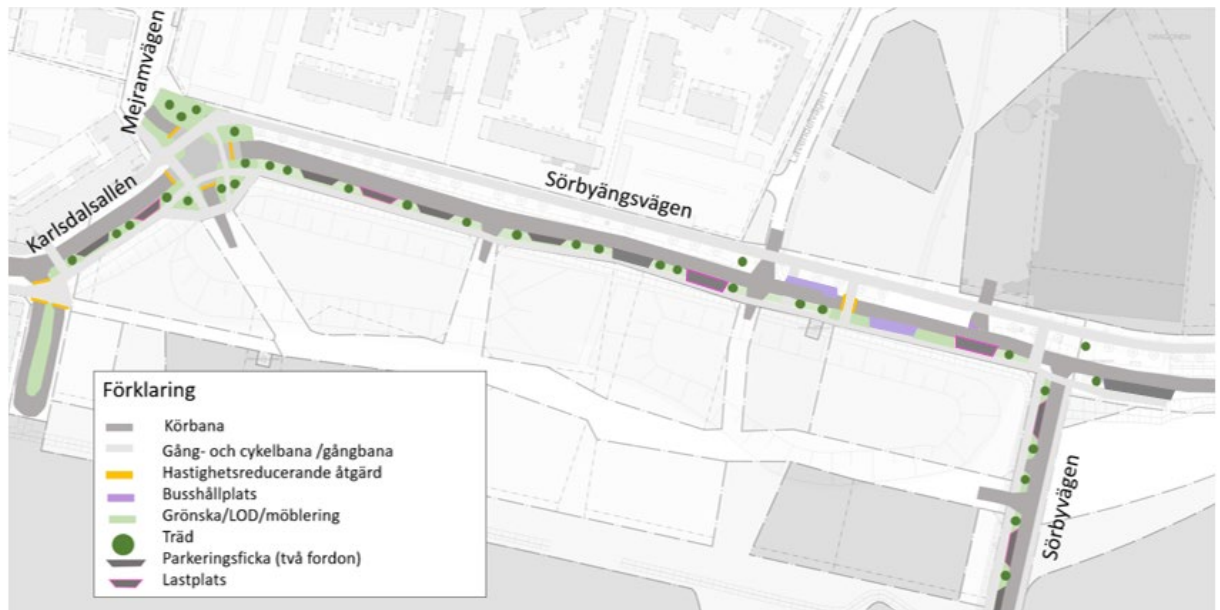 Mejramvägen
Karlsdalsallén
Sörbyängsvägen
Lavendelvägen
Sörbyvägen
Förklaring
Körbana
Gång- och cykelbana /gångbana
Hastighetsreducerande åtgärd
Busshållplats
Grönska/LOD/möblering
Träd
Parkeringsficka (två fordon)
Lastplats